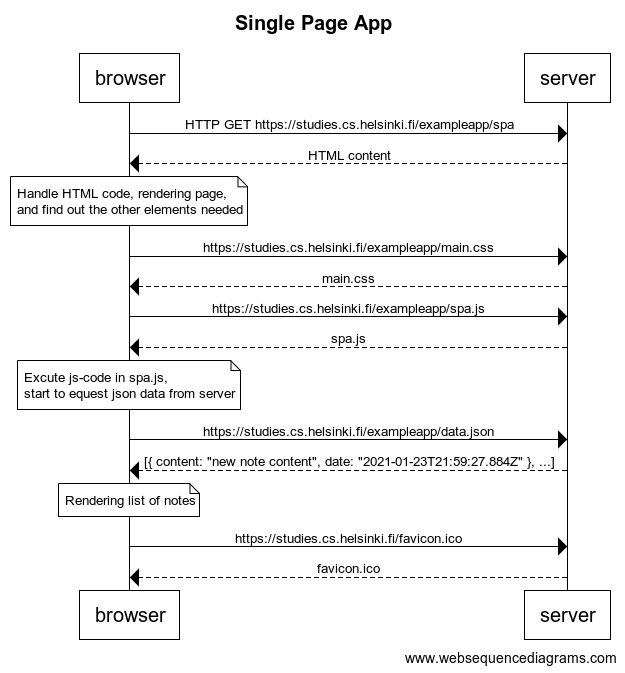 Single Page App
browser
server
HTTP GET https://studies.cs.helsinki.fi/exampleapp/spa
HTML content
Handle HTML code, rendering page,
and find out the other elements needed
https://studies.cs.helsinki.fi/exampleapp/main.css
main.css
https://studies.cs.helsinki.fi/exampleapp/spa.js
spa.js
Excute js-code in spa.js,
start to equest json data from server
https://studies.cs.helsinki.fi/exampleapp/data.json
[{ content: "new note content", date: "2021-01-23T21:59:27.884Z" }, ...]
Rendering list of notes
https://studies.cs.helsinki.fi/favicon.ico
favicon.ico
browser
server
www.websequencediagrams.com